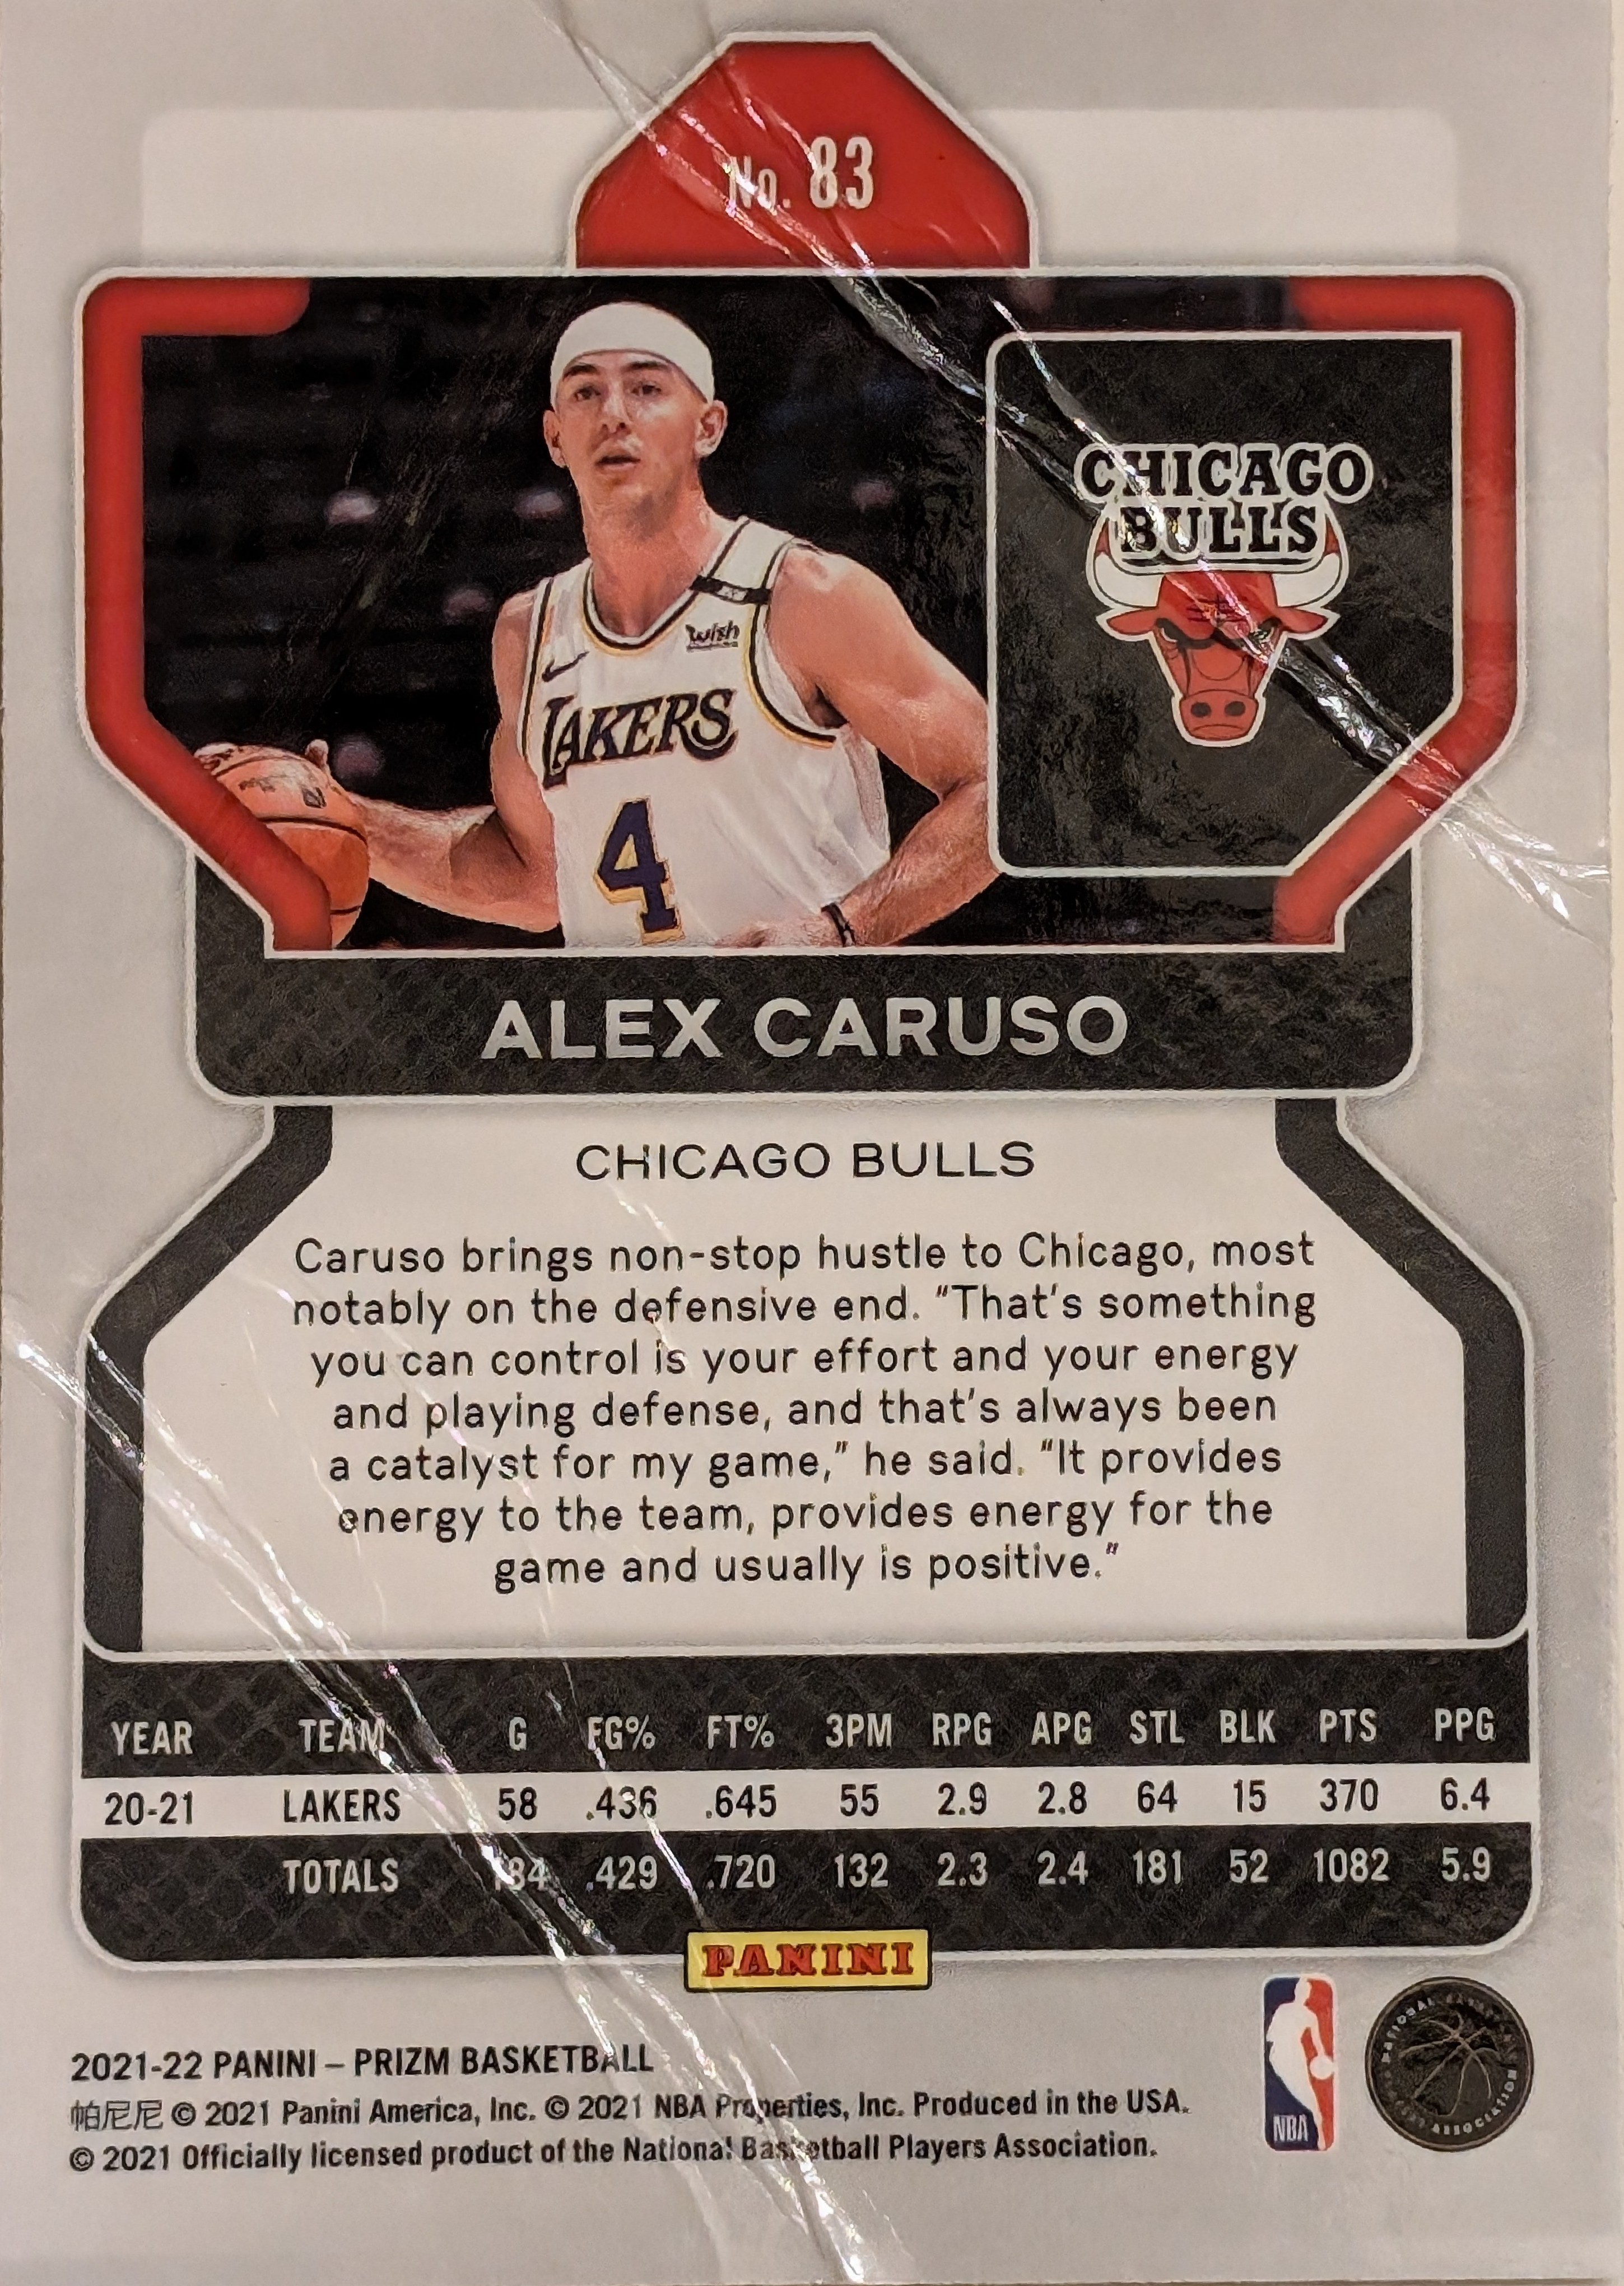 No. 83
CHICAGO
BULLS
wish
LAKERS
4
ALEX CARUSO
CHICAGO BULLS
Caruso brings non-stop hustle to Chicago, most
notably on the defensive end. "That's something
you can control is your effort and your energy
and playing defense, and that's always been
a catalyst for my game," he said. "It provides
energy to the team, provides energy for the
game and usually is positive."
YEAR TEAM G FG% FT% 3PM RPG APG STL BLK PTS PPG
20-21 LAKERS 58 .436 .645 55 2.9 2.8 64 15 370 6.4
TOTALS 184 .429 .720 132 2.3 2.4 181 52 1082 5.9
PANINI
2021-22 PANINI – PRIZM BASKETBALL
帕尼尼 © 2021 Panini America, Inc. © 2021 NBA Properties, Inc. Produced in the USA.
© 2021 Officially licensed product of the National Basketball Players Association.
NBA